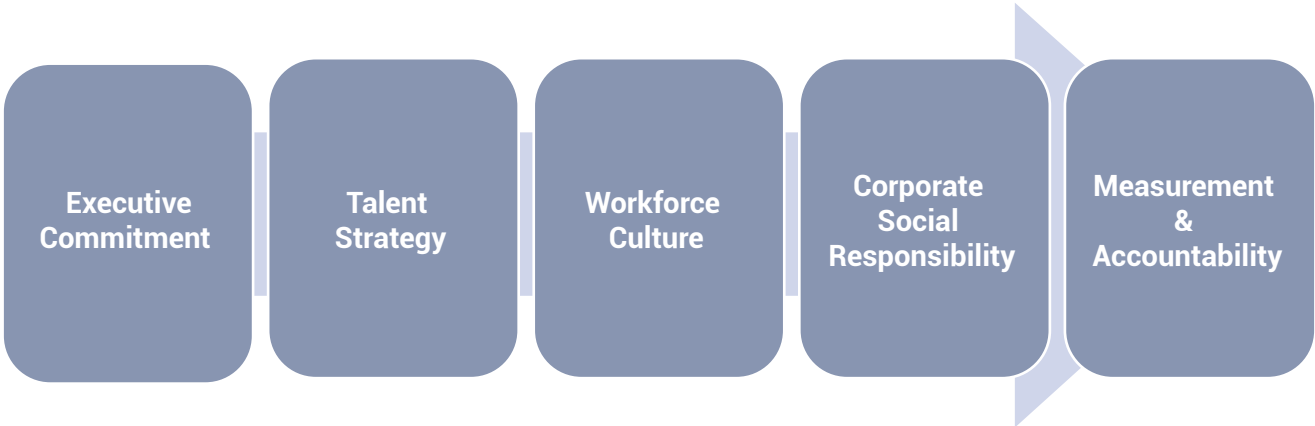 Executive
Commitment
Talent
Strategy
Workforce
Culture
Corporate
Social
Responsibility
Measurement
&
Accountability